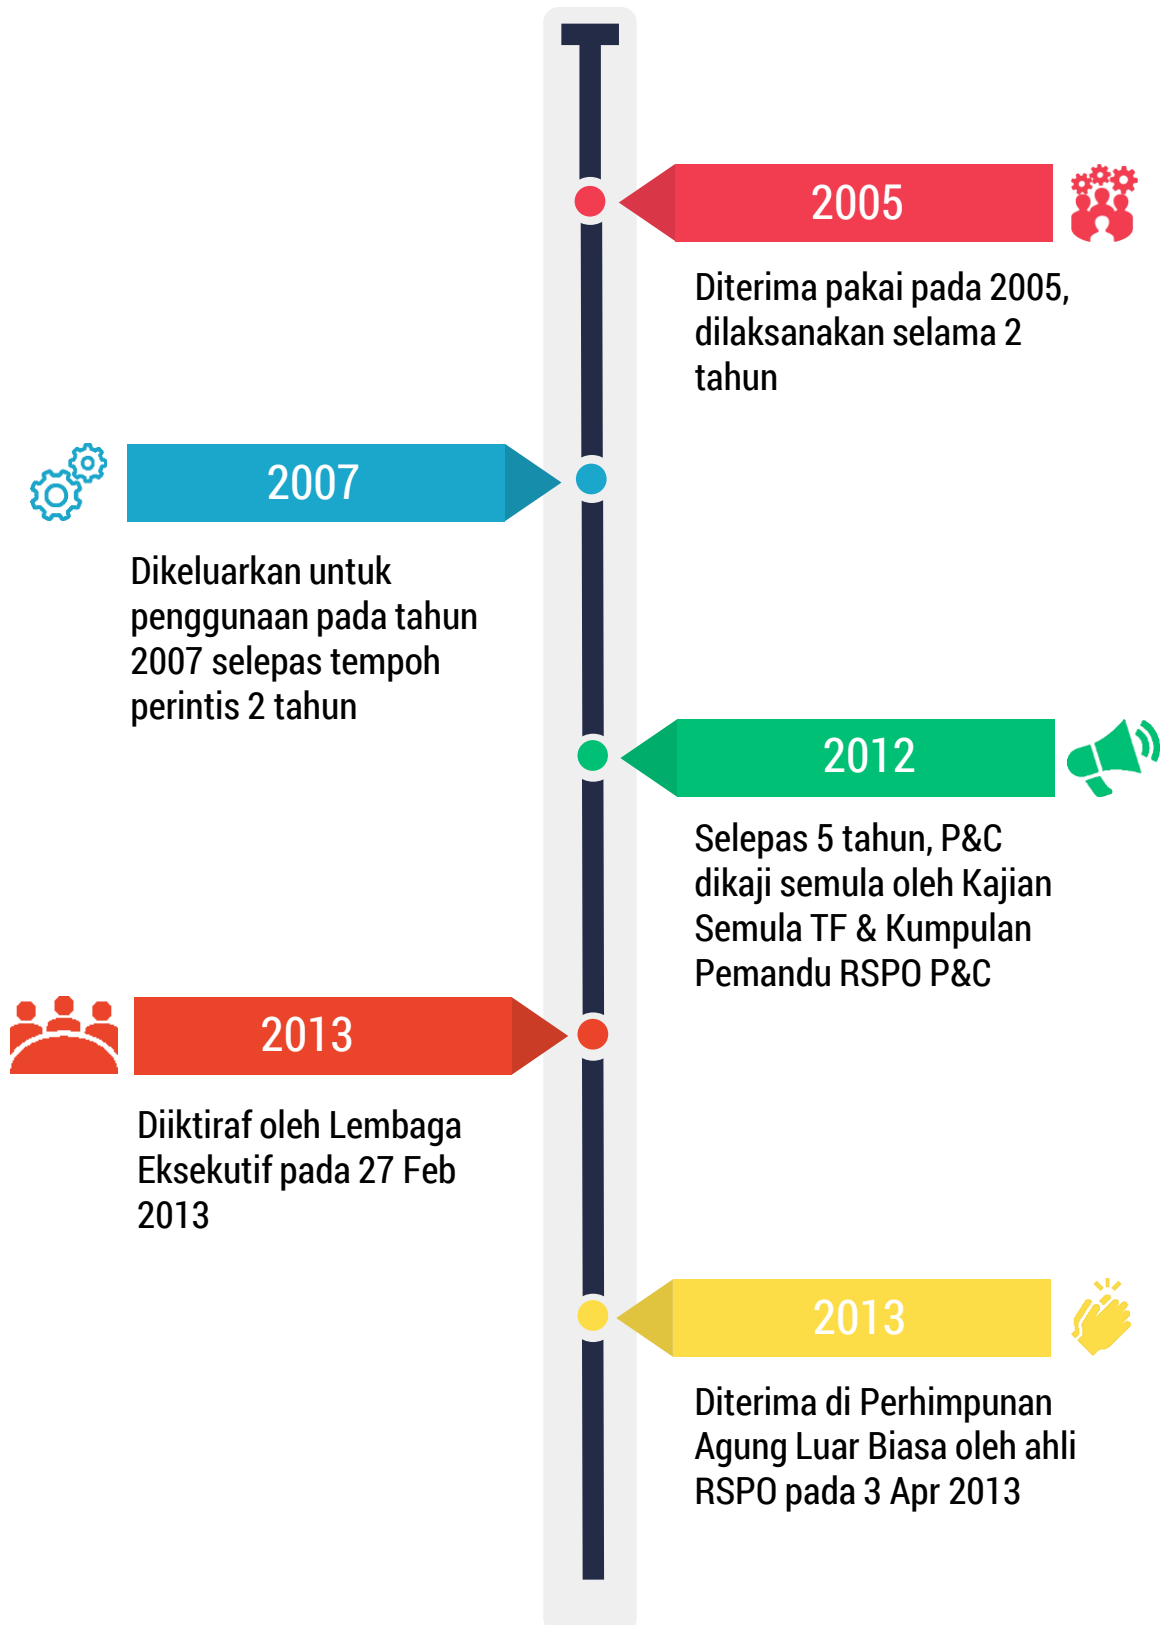 2005
Diterima pakai pada 2005,
dilaksanakan selama 2
tahun
2007
Dikeluarkan untuk
penggunaan pada tahun
2007 selepas tempoh
perintis 2 tahun
2012
Selepas 5 tahun, P&C
dikaji semula oleh Kajian
Semula TF & Kumpulan
Pemandu RSPO P&C
2013
Diiktiraf oleh Lembaga
Eksekutif pada 27 Feb
2013
2013
Diterima di Perhimpunan
Agung Luar Biasa oleh ahli
RSPO pada 3 Apr 2013